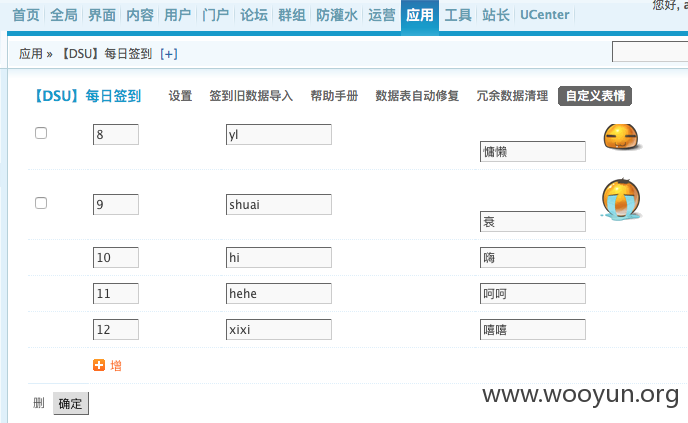 您好, a
首页 全局 界面 内容 用户 门户 论坛 群组 防灌水 运营 应用 工具 站长 UCenter
应用 » 【DSU】每日签到 [+]
【DSU】每日签到 设置 签到旧数据导入 帮助手册 数据表自动修复 冗余数据清理 自定义表情
8 yl 慵懒
9 shuai 衰
10 hi 嗨
11 hehe 呵呵
12 xixi 嘻嘻
增
删 确定
www.wooyun.org